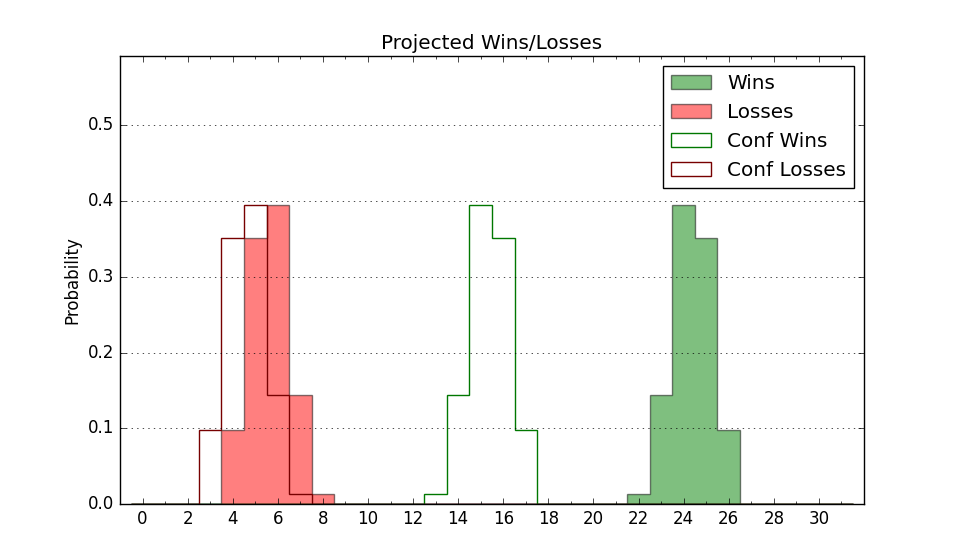 Projected Wins/Losses
Wins
Losses
Conf Wins
Conf Losses
Probability
0.5
0.4
0.3
0.2
0.1
0.0
0 2 4 6 8 10 12 14 16 18 20 22 24 26 28 30